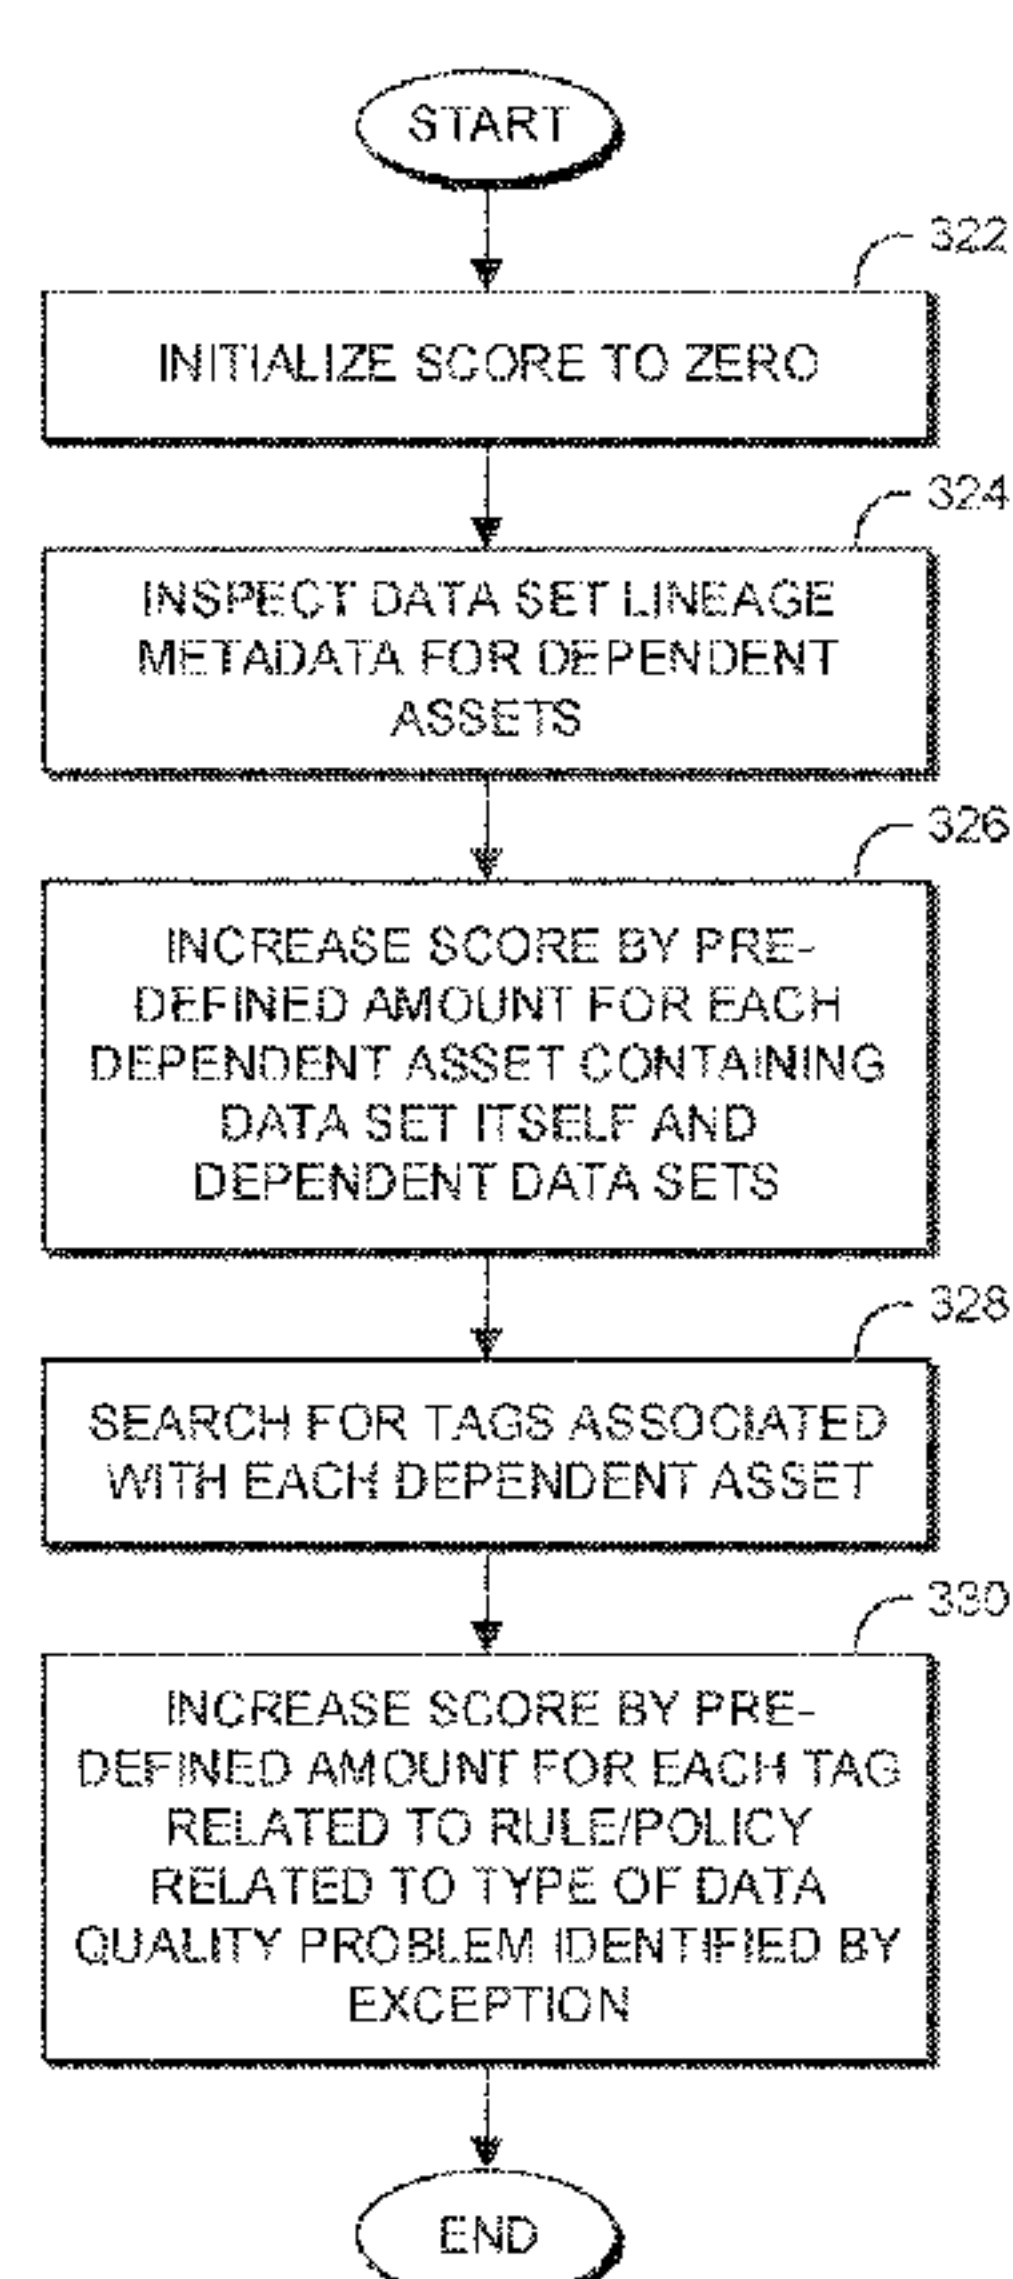 START
322
INITIALIZE SCORE TO ZERO
324
INSPECT DATA SET LINEAGE
METADATA FOR DEPENDENT
ASSETS
326
INCREASE SCORE BY PRE-
DEFINED AMOUNT FOR EACH
DEPENDENT ASSET CONTAINING
DATA SET ITSELF AND
DEPENDENT DATA SETS
328
SEARCH FOR TAGS ASSOCIATED
WITH EACH DEPENDENT ASSET
330
INCREASE SCORE BY PRE-
DEFINED AMOUNT FOR EACH TAG
RELATED TO RULE/POLICY
RELATED TO TYPE OF DATA
QUALITY PROBLEM IDENTIFIED BY
EXCEPTION
END